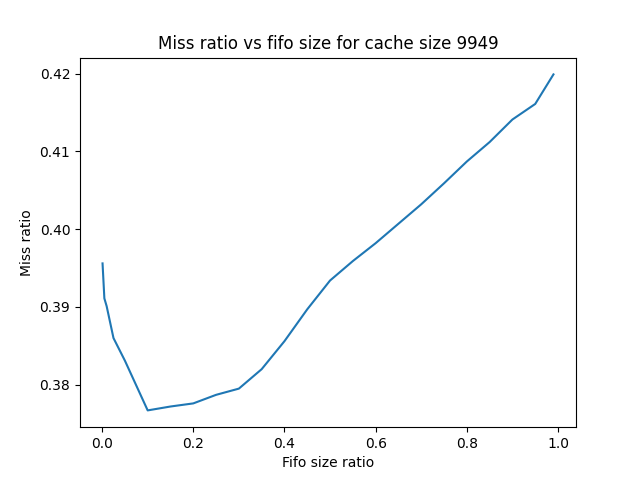 Miss ratio vs fifo size for cache size 9949
0.42
0.41
0.40
0.39
0.38
Miss ratio
0.0 0.2 0.4 0.6 0.8 1.0
Fifo size ratio